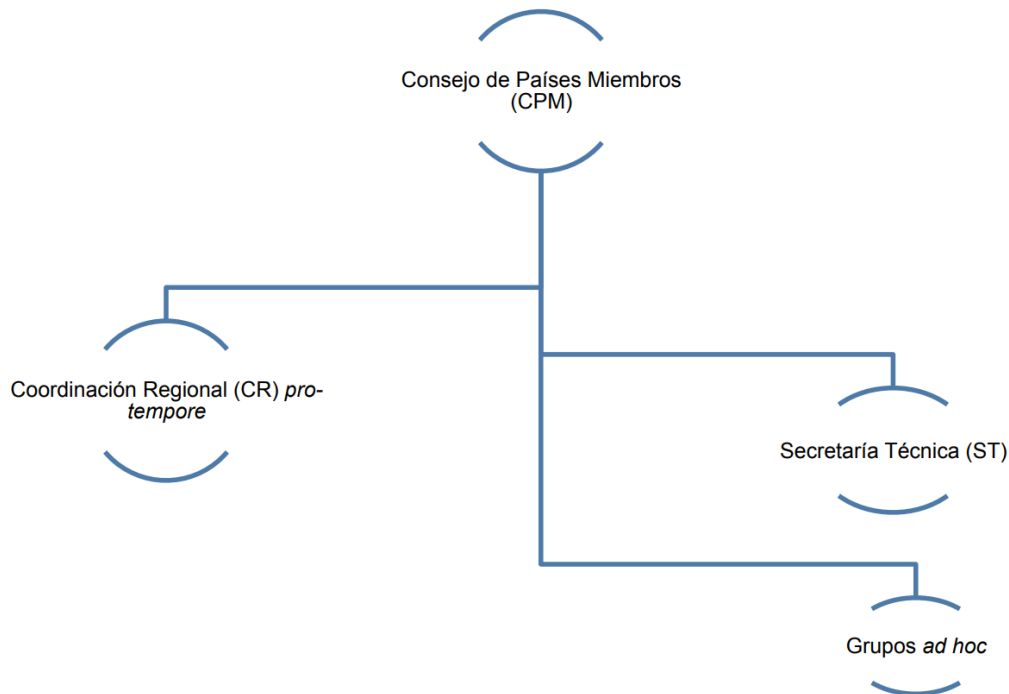 Consejo de Países Miembros
(CPM)
Coordinación Regional (CR) pro-
tempore
Secretaría Técnica (ST)
Grupos ad hoc